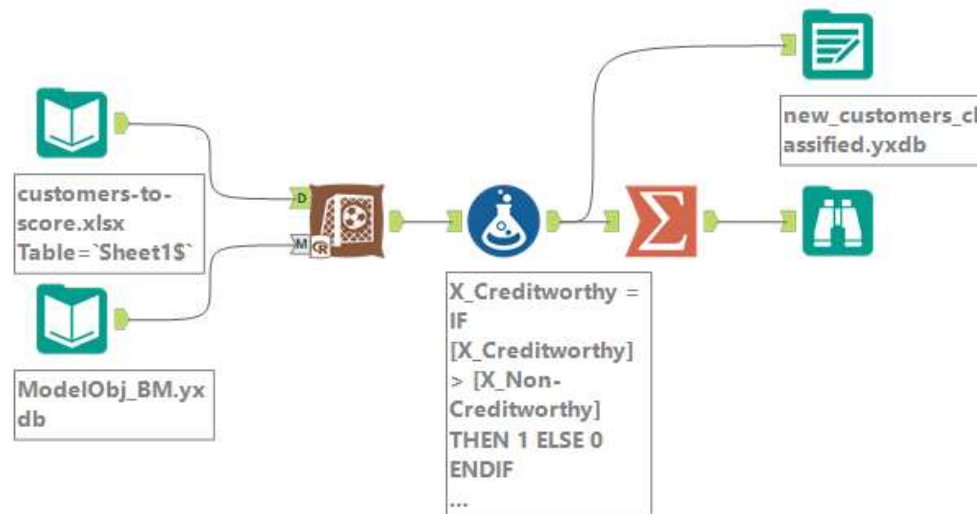 new_customers_cl
assified.yxdb
customers-to-
score.xlsx
Table=`Sheet1$`
D
M
R
X_Creditworthy =
IF
[X_Creditworthy]
> [X_Non-
Creditworthy]
THEN 1 ELSE 0
ENDIF
...
ModelObj_BM.yx
db
Σ